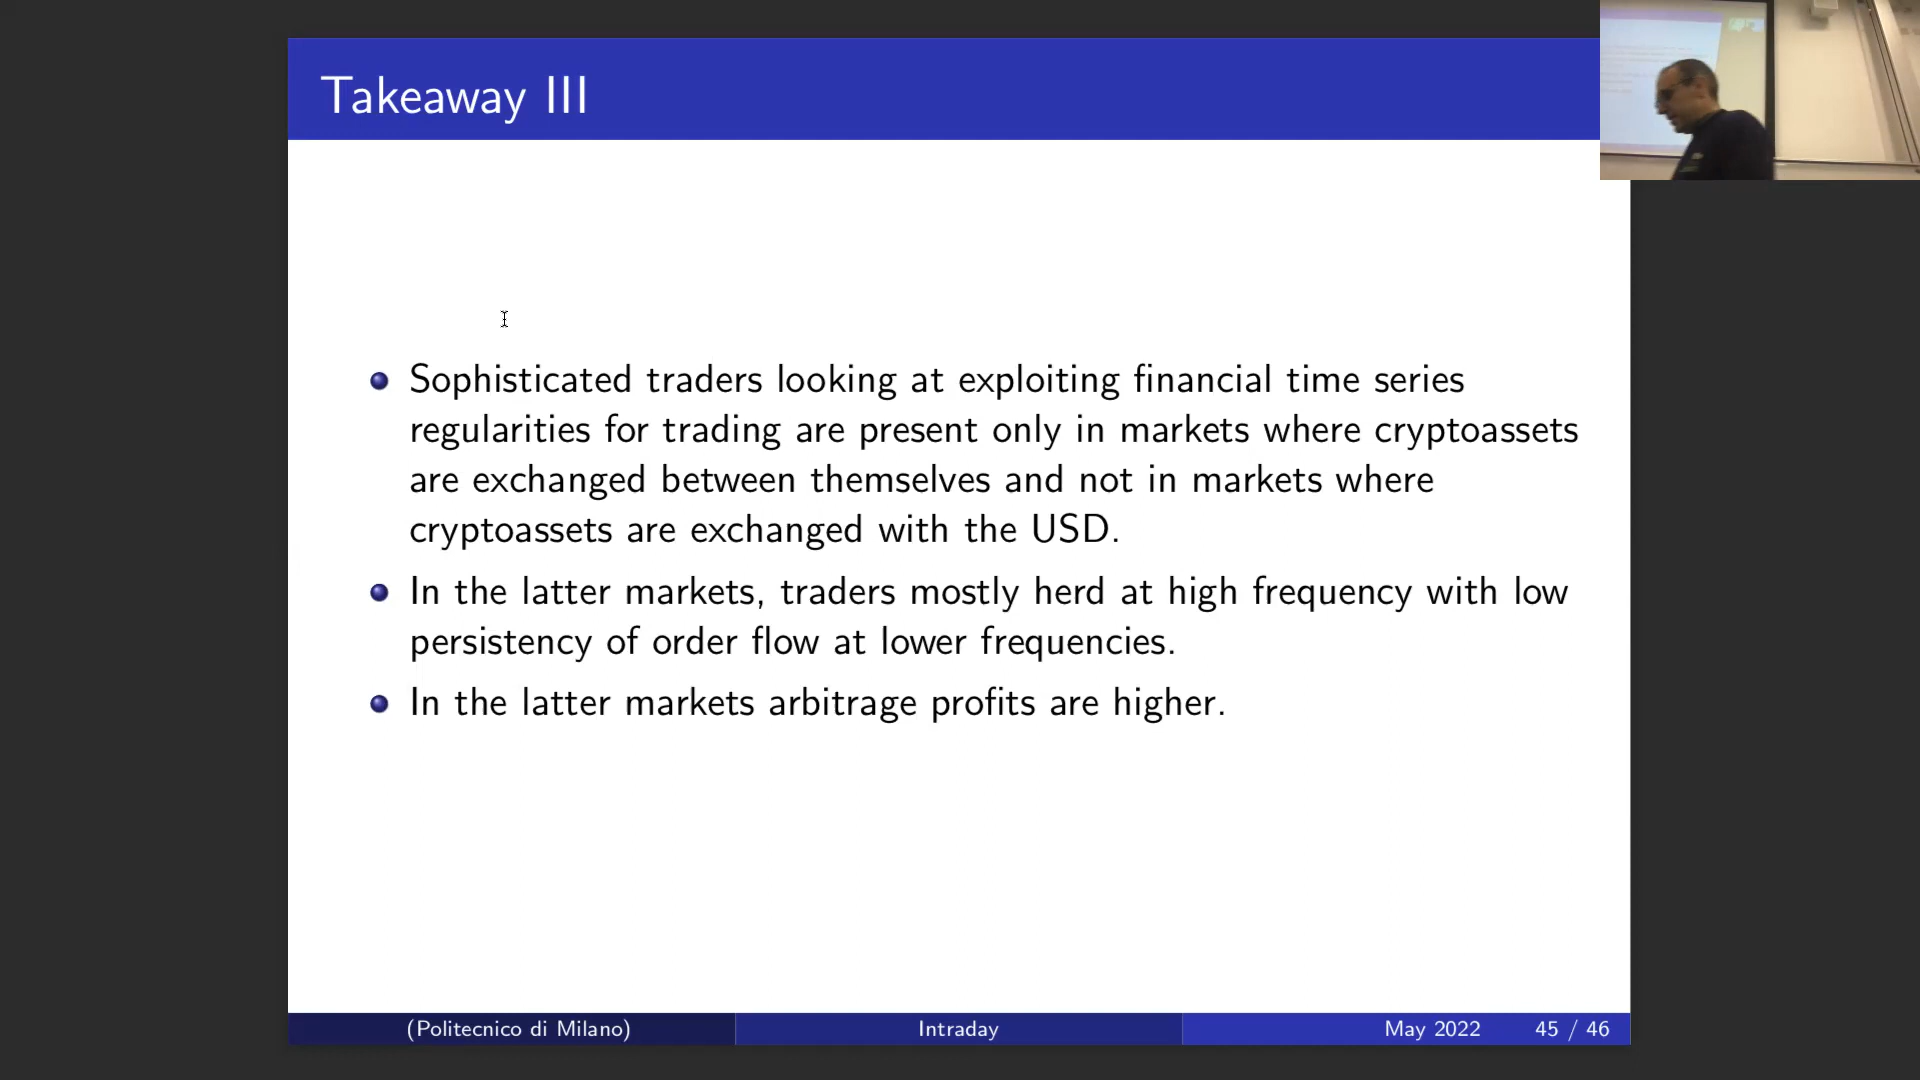 Takeaway III
Sophisticated traders looking at exploiting financial time series
regularities for trading are present only in markets where cryptoassets
are exchanged between themselves and not in markets where
cryptoassets are exchanged with the USD.
In the latter markets, traders mostly herd at high frequency with low
persistency of order flow at lower frequencies.
In the latter markets arbitrage profits are higher.
(Politecnico di Milano) Intraday May 2022 45 / 46